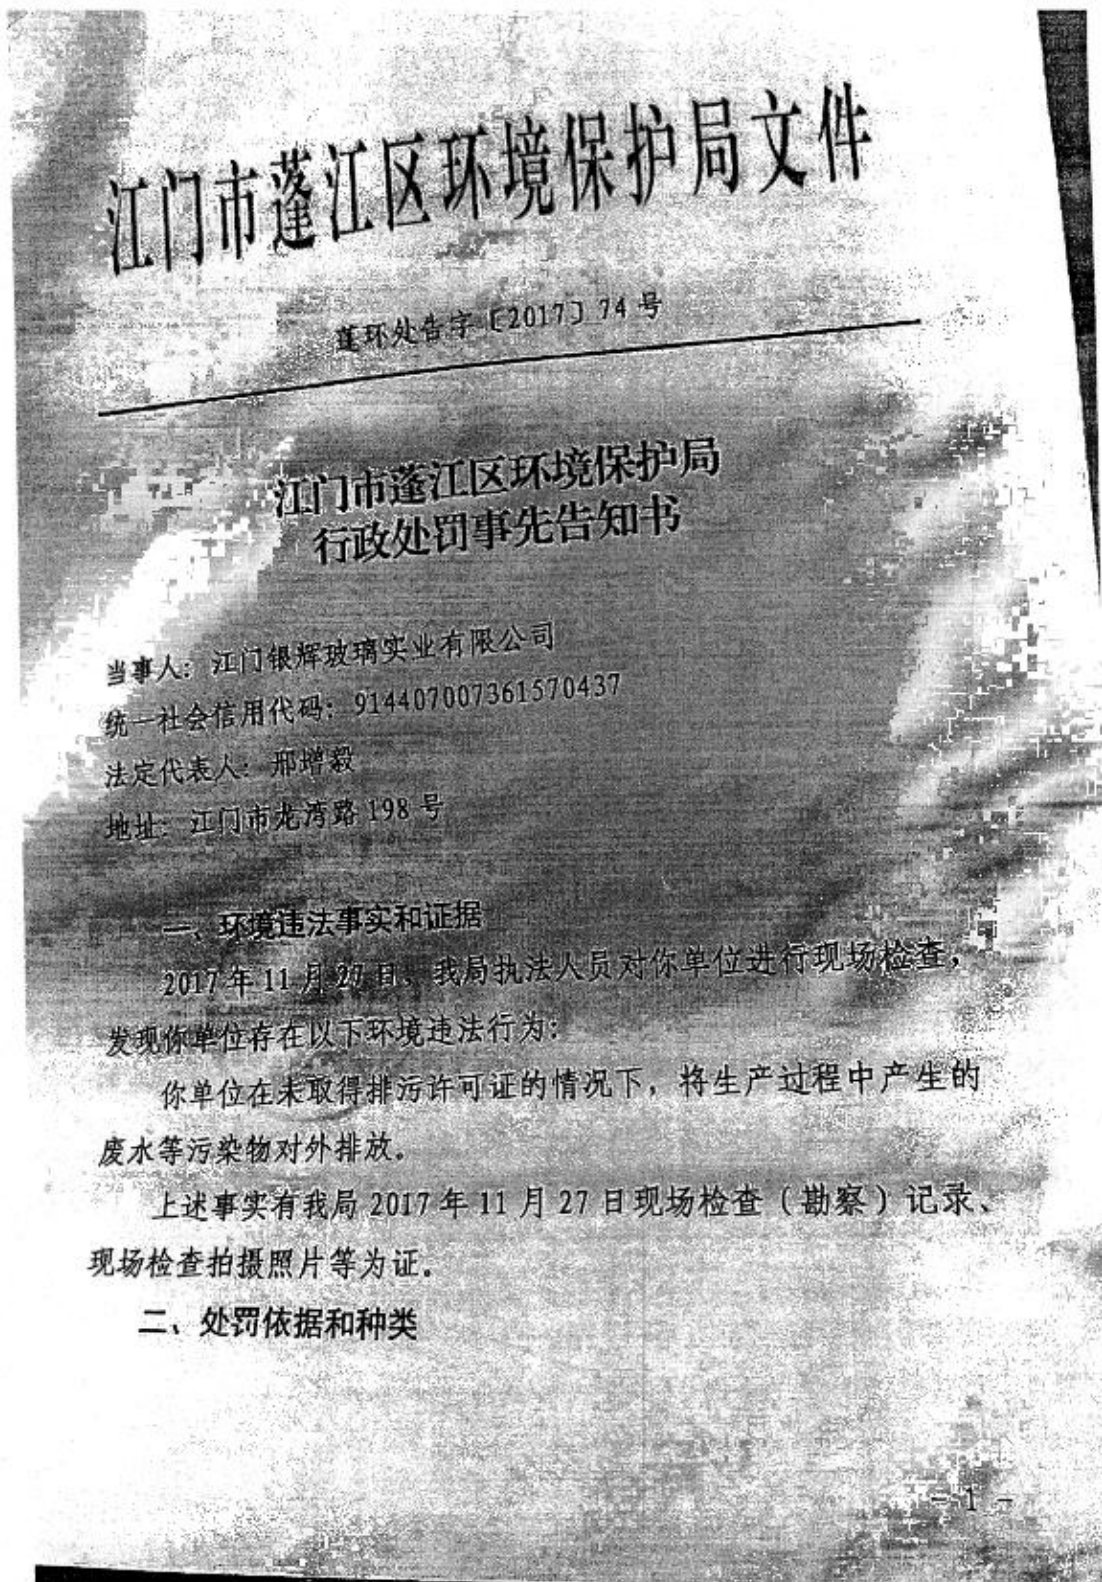 江门市蓬江区环境保护局文件
蓬环处告字〔2017〕74号
江门市蓬江区环境保护局
行政处罚事先告知书
当事人：江门银辉玻璃实业有限公司
统一社会信用代码：914407007361570437
法定代表人：邢增毅
地址：江门市龙湾路198号
一、环境违法事实和证据
2017年11月27日，我局执法人员对你单位进行现场检查，
发现你单位存在以下环境违法行为：
你单位在未取得排污许可证的情况下，将生产过程中产生的
废水等污染物对外排放。
上述事实有我局2017年11月27日现场检查（勘察）记录、
现场检查拍摄照片等为证。
二、处罚依据和种类
- 1 -